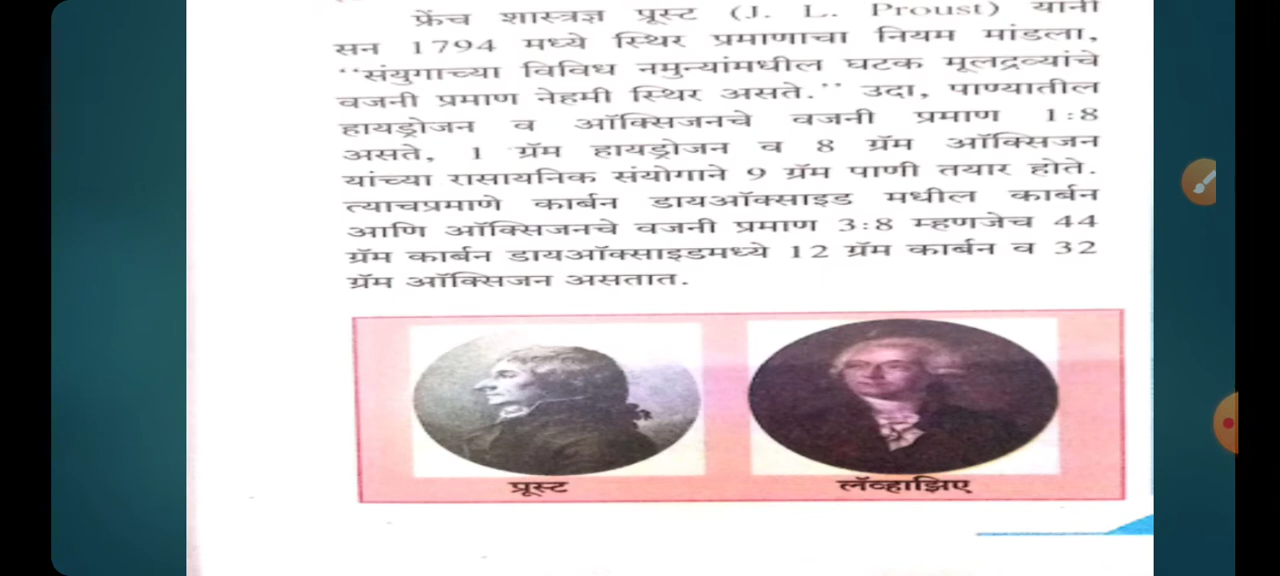 फ्रेंच शास्त्रज्ञ प्रूस्ट (J. L. Proust) यांनी
सन 1794 मध्ये स्थिर प्रमाणाचा नियम मांडला,
‘‘संयुगाच्या विविध नमुन्यांमधील घटक मूलद्रव्यांचे
वजनी प्रमाण नेहमी स्थिर असते.’’ उदा, पाण्यातील
हायड्रोजन व ऑक्सिजनचे वजनी प्रमाण 1:8
असते, 1 ग्रॅम हायड्रोजन व 8 ग्रॅम ऑक्सिजन
यांच्या रासायनिक संयोगाने 9 ग्रॅम पाणी तयार होते.
त्याचप्रमाणे कार्बन डायऑक्साइड मधील कार्बन
आणि ऑक्सिजनचे वजनी प्रमाण 3:8 म्हणजेच 44
ग्रॅम कार्बन डायऑक्साइडमध्ये 12 ग्रॅम कार्बन व 32
ग्रॅम ऑक्सिजन असतात.
प्रूस्ट
लॅव्हाझिए